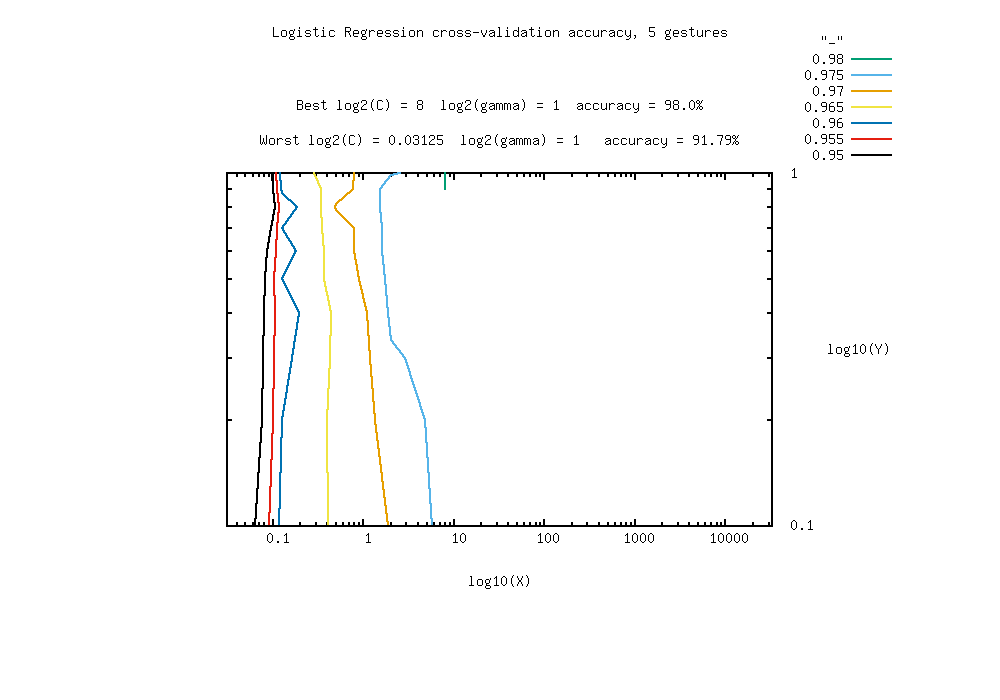 Logistic Regression cross-validation accuracy, 5 gestures
"_"
0.98
0.975
0.97
0.965
0.96
0.955
0.95
Best log2(C) = 8  log2(gamma) = 1  accuracy = 98.0%
Worst log2(C) = 0.03125  log2(gamma) = 1   accuracy = 91.79%
1
log10(Y)
0.1
0.1 1 10 100 1000 10000
log10(X)